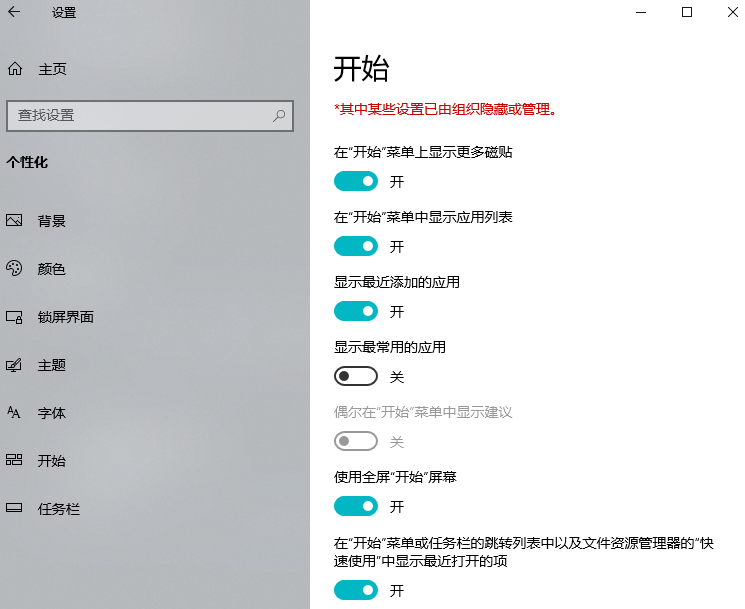 设置
主页
查找设置
个性化
背景
颜色
锁屏界面
主题
字体
开始
任务栏
开始
*其中某些设置已由组织隐藏或管理。
在"开始"菜单上显示更多磁贴
开
在"开始"菜单中显示应用列表
开
显示最近添加的应用
开
显示最常用的应用
关
偶尔在"开始"菜单中显示建议
关
使用全屏"开始"屏幕
开
在"开始"菜单或任务栏的跳转列表中以及文件资源管理器的"快
速使用"中显示最近打开的项
开